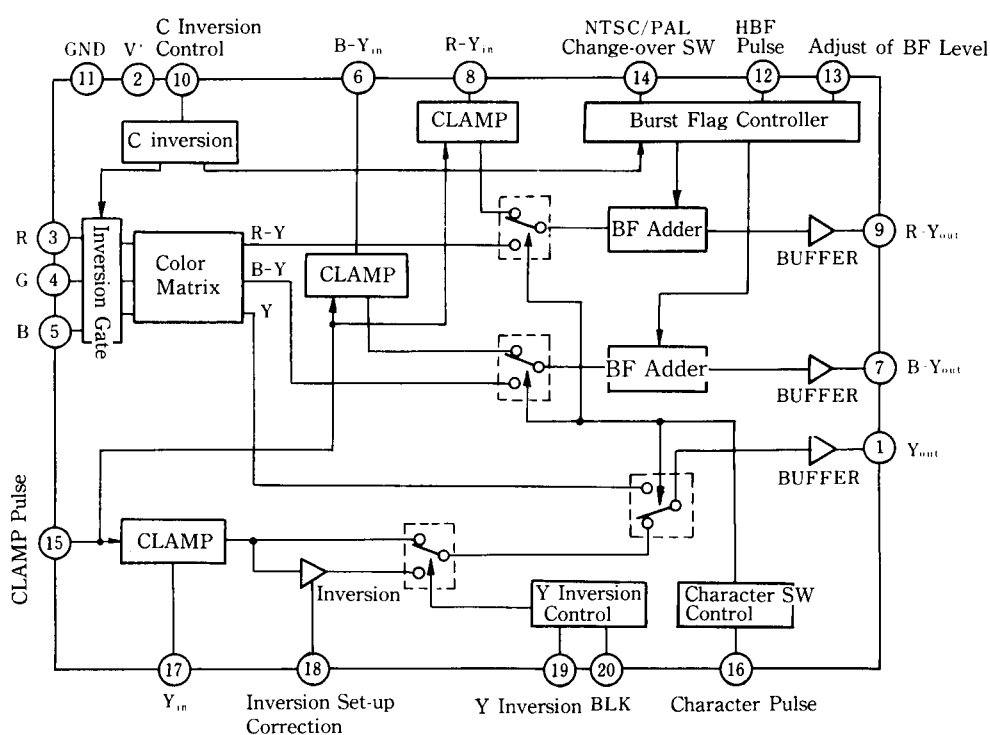 C Inversion
Control
GND
V+
B-Yin
R-Yin
NTSC/PAL
Change-over SW
HBF
Pulse
Adjust of BF Level
11
2
10
6
8
14
12
13
CLAMP
Burst Flag Controller
C inversion
R
3
G
4
B
5
Inversion Gate
Color
Matrix
R-Y
B-Y
Y
CLAMP
BF Adder
BUFFER
9
R-Yout
BF Adder
BUFFER
7
B-Yout
BUFFER
1
Yout
CLAMP Pulse
15
CLAMP
Inversion
Y Inversion
Control
Character SW
Control
17
18
19
20
16
Yin
Inversion Set-up
Correction
Y Inversion
BLK
Character Pulse